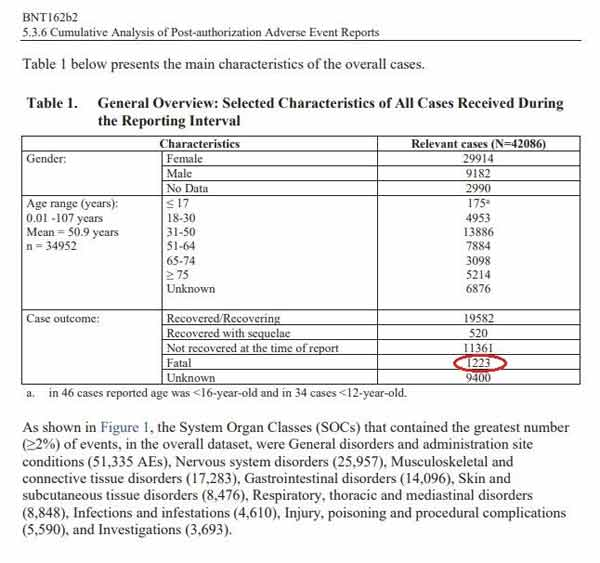 BNT162b2
5.3.6 Cumulative Analysis of Post-authorization Adverse Event Reports
Table 1 below presents the main characteristics of the overall cases.
Table 1. General Overview: Selected Characteristics of All Cases Received During
the Reporting Interval
Characteristics Relevant cases (N=42086)
Gender: Female 29914
Male 9182
No Data 2990
Age range (years): ≤ 17 175ª
0.01 -107 years 18-30 4953
Mean = 50.9 years 31-50 13886
n = 34952 51-64 7884
65-74 3098
≥ 75 5214
Unknown 6876
Case outcome: Recovered/Recovering 19582
Recovered with sequelae 520
Not recovered at the time of report 11361
Fatal 1223
Unknown 9400
a. in 46 cases reported age was <16-year-old and in 34 cases <12-year-old.
As shown in Figure 1, the System Organ Classes (SOCs) that contained the greatest number
(≥2%) of events, in the overall dataset, were General disorders and administration site
conditions (51,335 AEs), Nervous system disorders (25,957), Musculoskeletal and
connective tissue disorders (17,283), Gastrointestinal disorders (14,096), Skin and
subcutaneous tissue disorders (8,476), Respiratory, thoracic and mediastinal disorders
(8,848), Infections and infestations (4,610), Injury, poisoning and procedural complications
(5,590), and Investigations (3,693).